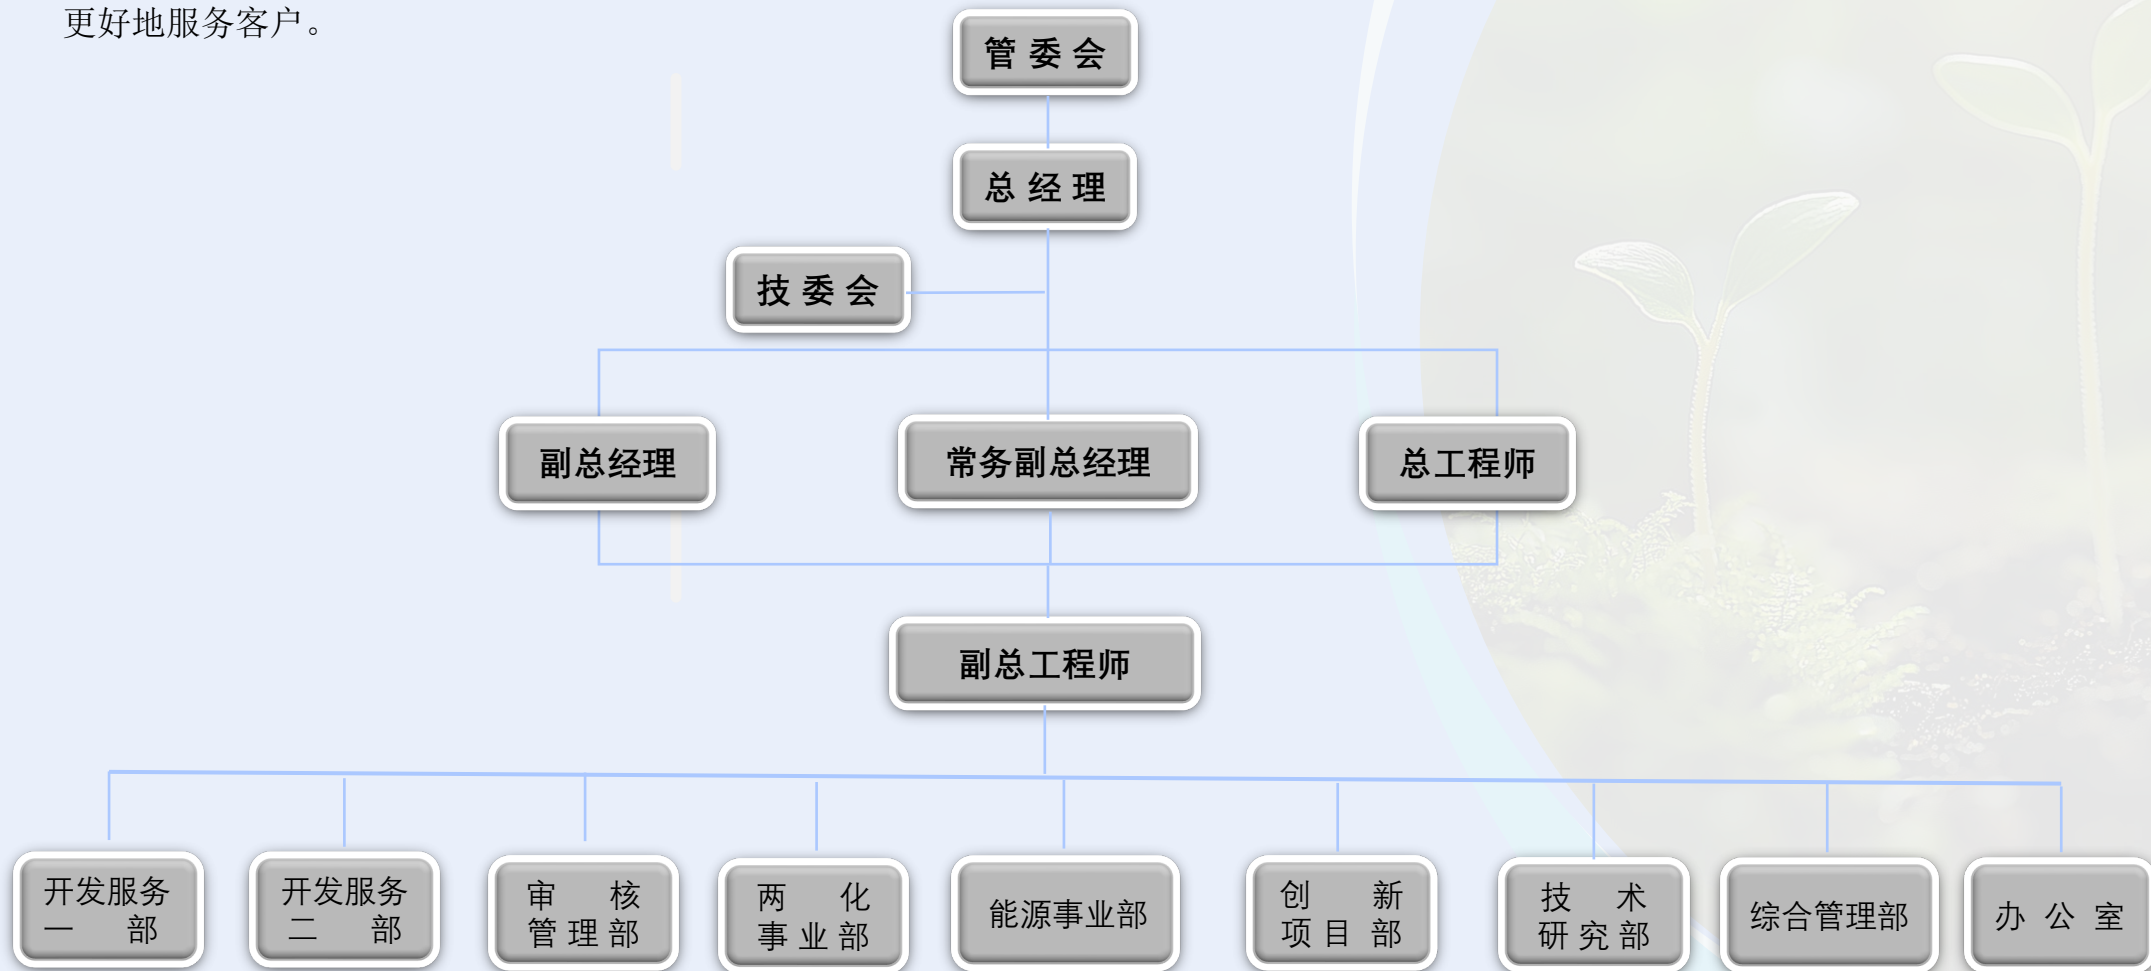 更好地服务客户。
管 委 会
总 经 理
技 委 会
副总经理
常务副总经理
总工程师
副总工程师
开发服务
一 部
开发服务
二 部
审 核
管 理 部
两 化
事 业 部
能源事业部
创 新
项 目 部
技 术
研 究 部
综合管理部
办 公 室